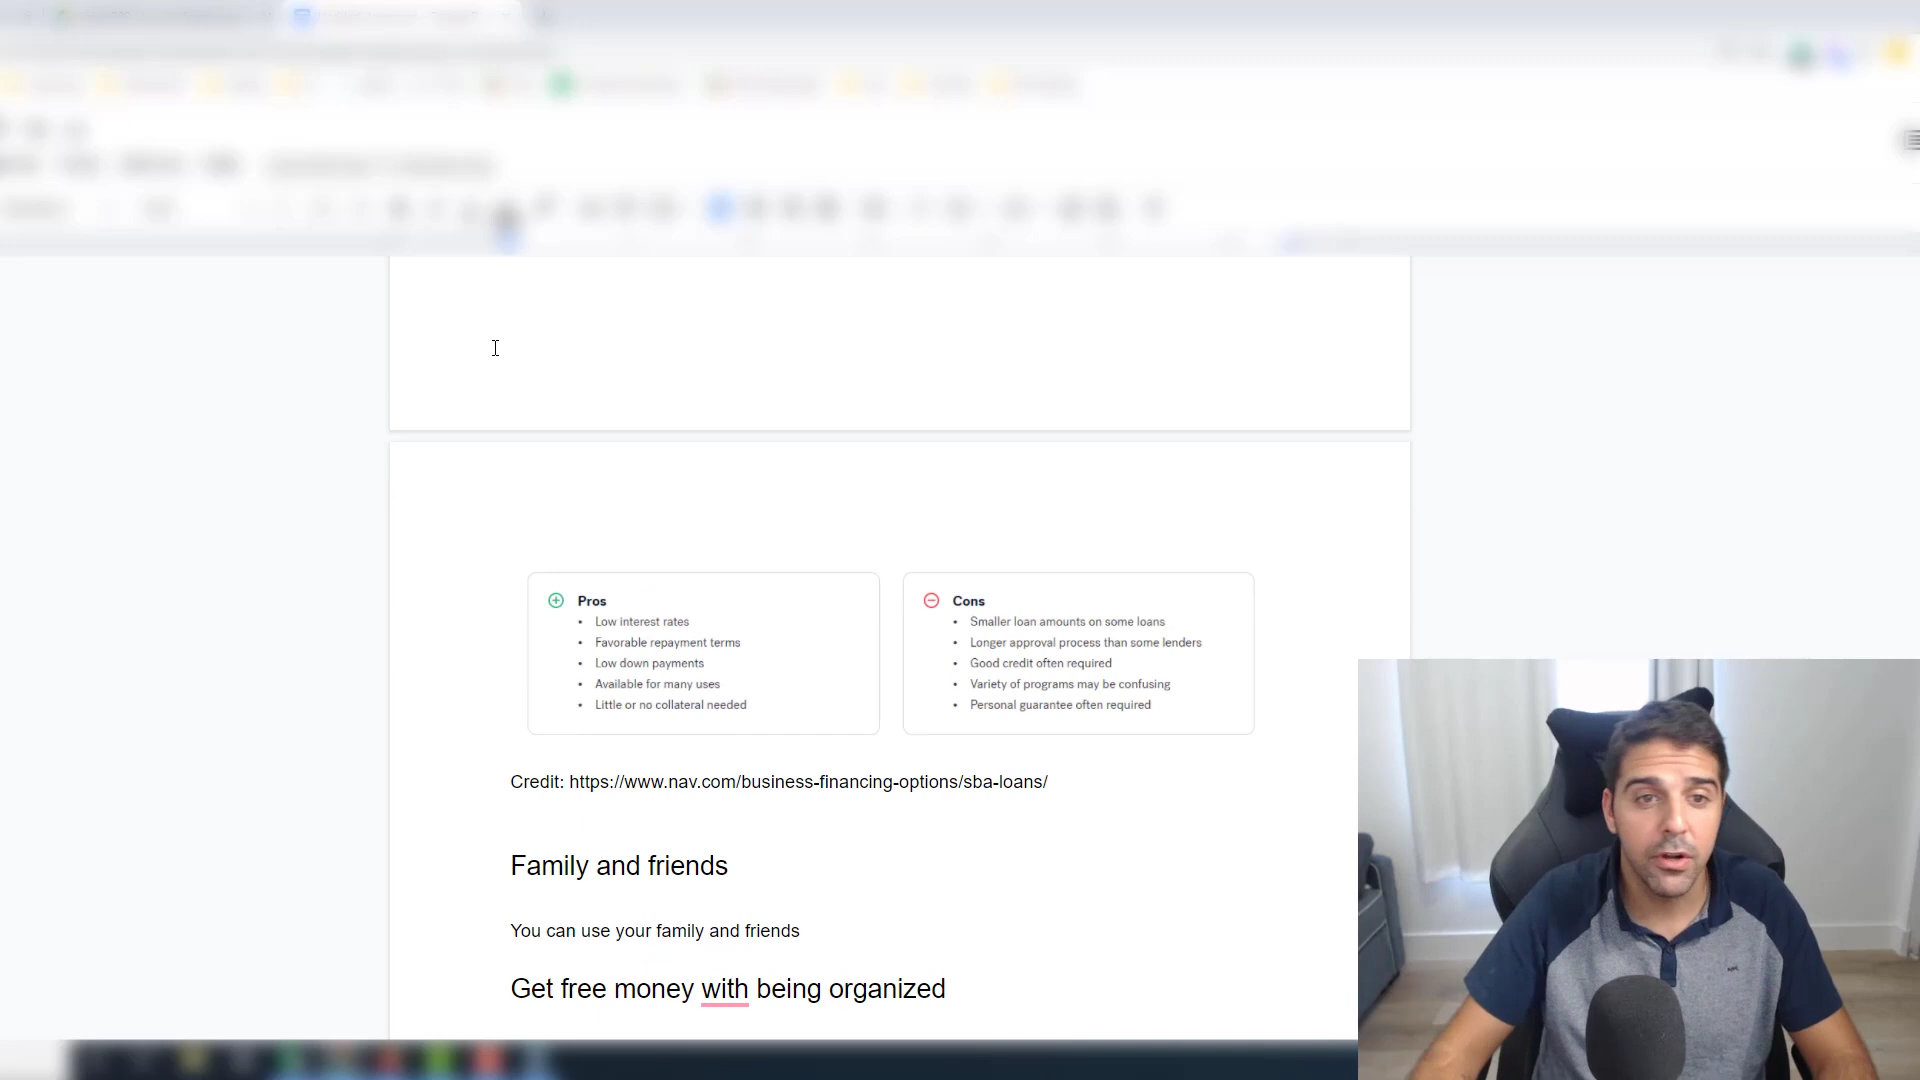 Pros
• Low interest rates
• Favorable repayment terms
• Low down payments
• Available for many uses
• Little or no collateral needed
Cons
• Smaller loan amounts on some loans
• Longer approval process than some lenders
• Good credit often required
• Variety of programs may be confusing
• Personal guarantee often required
Credit: https://www.nav.com/business-financing-options/sba-loans/
Family and friends
You can use your family and friends
Get free money with being organized